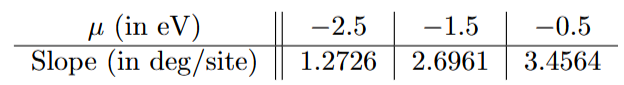 μ (in eV) −2.5 −1.5 −0.5
Slope (in deg/site) 1.2726 2.6961 3.4564